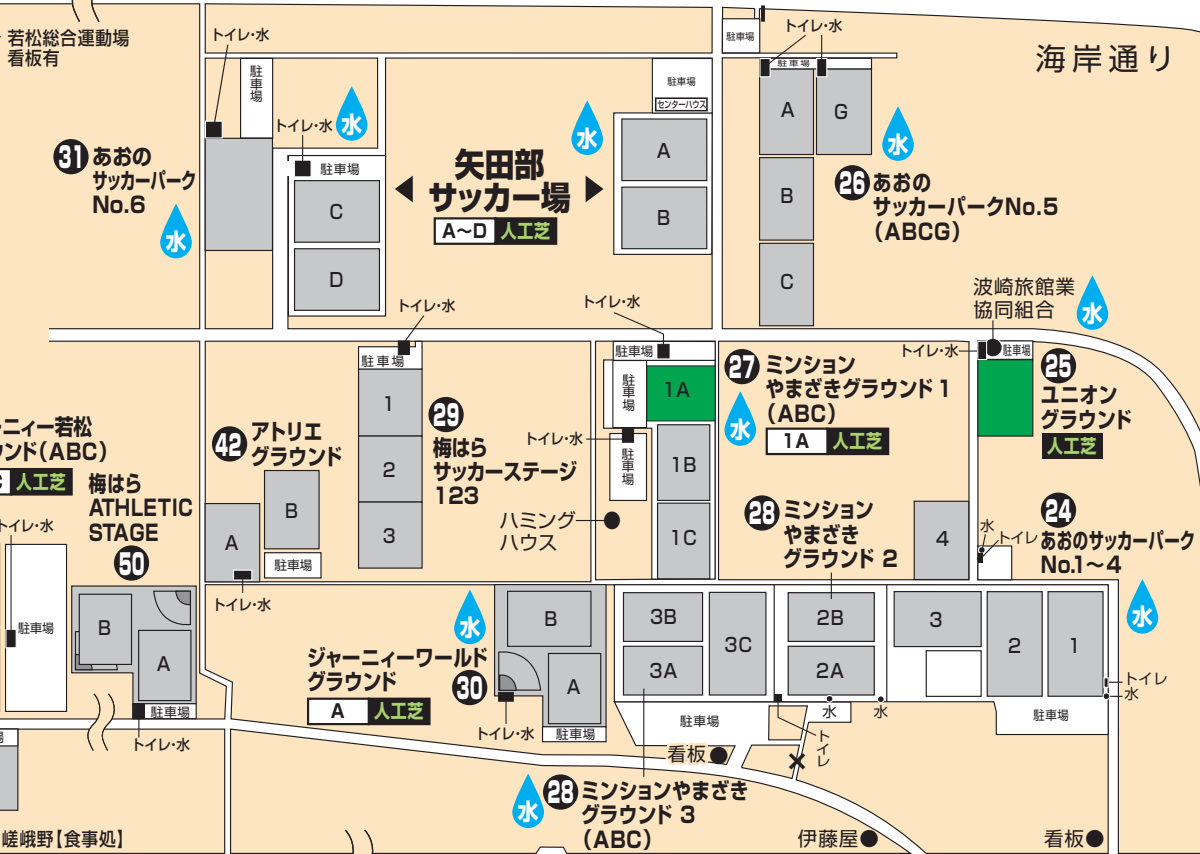 若松総合運動場
看板有
トイレ・水
駐車場
31 あおの
サッカーパーク
No.6
水
トイレ・水
水
駐車場
C
D
矢田部
サッカー場
A～D 人工芝
水
駐車場
センターハウス
A
B
駐車場
トイレ・水
駐車場
A
G
B
C
水
26 あおの
サッカーパークNo.5
(ABCG)
海岸通り
波崎旅館業
協同組合
水
トイレ・水
駐車場
25
ユニオン
グラウンド
人工芝
トイレ・水
駐車場
1
2
3
29
梅はら
サッカーステージ
123
42 アトリエ
グラウンド
B
A
駐車場
トイレ・水
トイレ・水
駐車場
駐車場
1A
トイレ・水
駐車場
1B
1C
ハミング
ハウス
27 ミンション
やまざきグラウンド 1
(ABC)
1A 人工芝
水
28 ミンション
やまざき
グラウンド 2
4
水
トイレ
24
あおのサッカーパーク
No.1～4
水
ーニィー若松
ウンド(ABC)
C 人工芝
トイレ・水
駐車場
梅はら
ATHLETIC
STAGE
50
B
A
駐車場
トイレ・水
水
ジャーニィーワールド
グラウンド
30
A 人工芝
B
A
トイレ・水
駐車場
3B
3A
3C
2B
2A
3
2
1
トイレ
水
駐車場
駐車場
水
水
トイレ
看板
水
28 ミンションやまざき
グラウンド 3
(ABC)
伊藤屋
看板
場
嵯峨野【食事処】